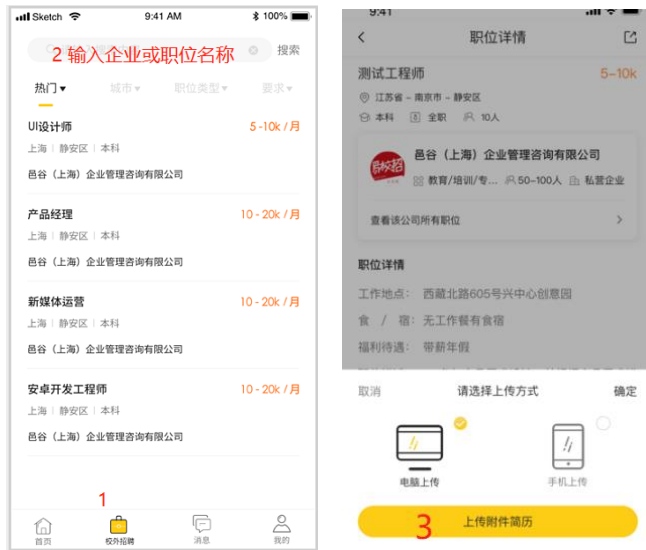 Sketch 9:41 AM 100%
2 输入企业或职位名称
搜索
热门 城市 职位类型 要求
UI设计师 5-10k / 月
上海 | 静安区 | 本科
邑谷（上海）企业管理咨询有限公司
产品经理 10 - 20k / 月
上海 | 静安区 | 本科
邑谷（上海）企业管理咨询有限公司
新媒体运营 10 - 20k / 月
上海 | 静安区 | 本科
邑谷（上海）企业管理咨询有限公司
安卓开发工程师 10 - 20k / 月
上海 | 静安区 | 本科
邑谷（上海）企业管理咨询有限公司
1
首页 校外招聘 消息 我的
9:41
职位详情
测试工程师 5-10k
江苏省 - 南京市 - 静安区
本科 全职 10人
邑谷（上海）企业管理咨询有限公司
教育/培训/专... 50-100人 私营企业
查看该公司所有职位
职位详情
工作地点： 西藏北路605号兴中心创意园
食 / 宿：无工作餐有食宿
福利待遇： 带薪年假
取消 请选择上传方式 确定
电脑上传 手机上传
3 上传附件简历